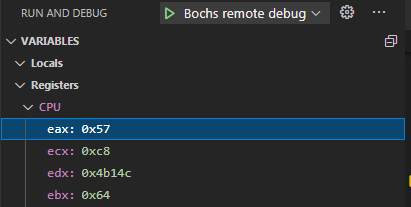 RUN AND DEBUG Bochs remote debug
VARIABLES
Locals
Registers
CPU
eax: 0x57
ecx: 0xc8
edx: 0x4b14c
ebx: 0x64